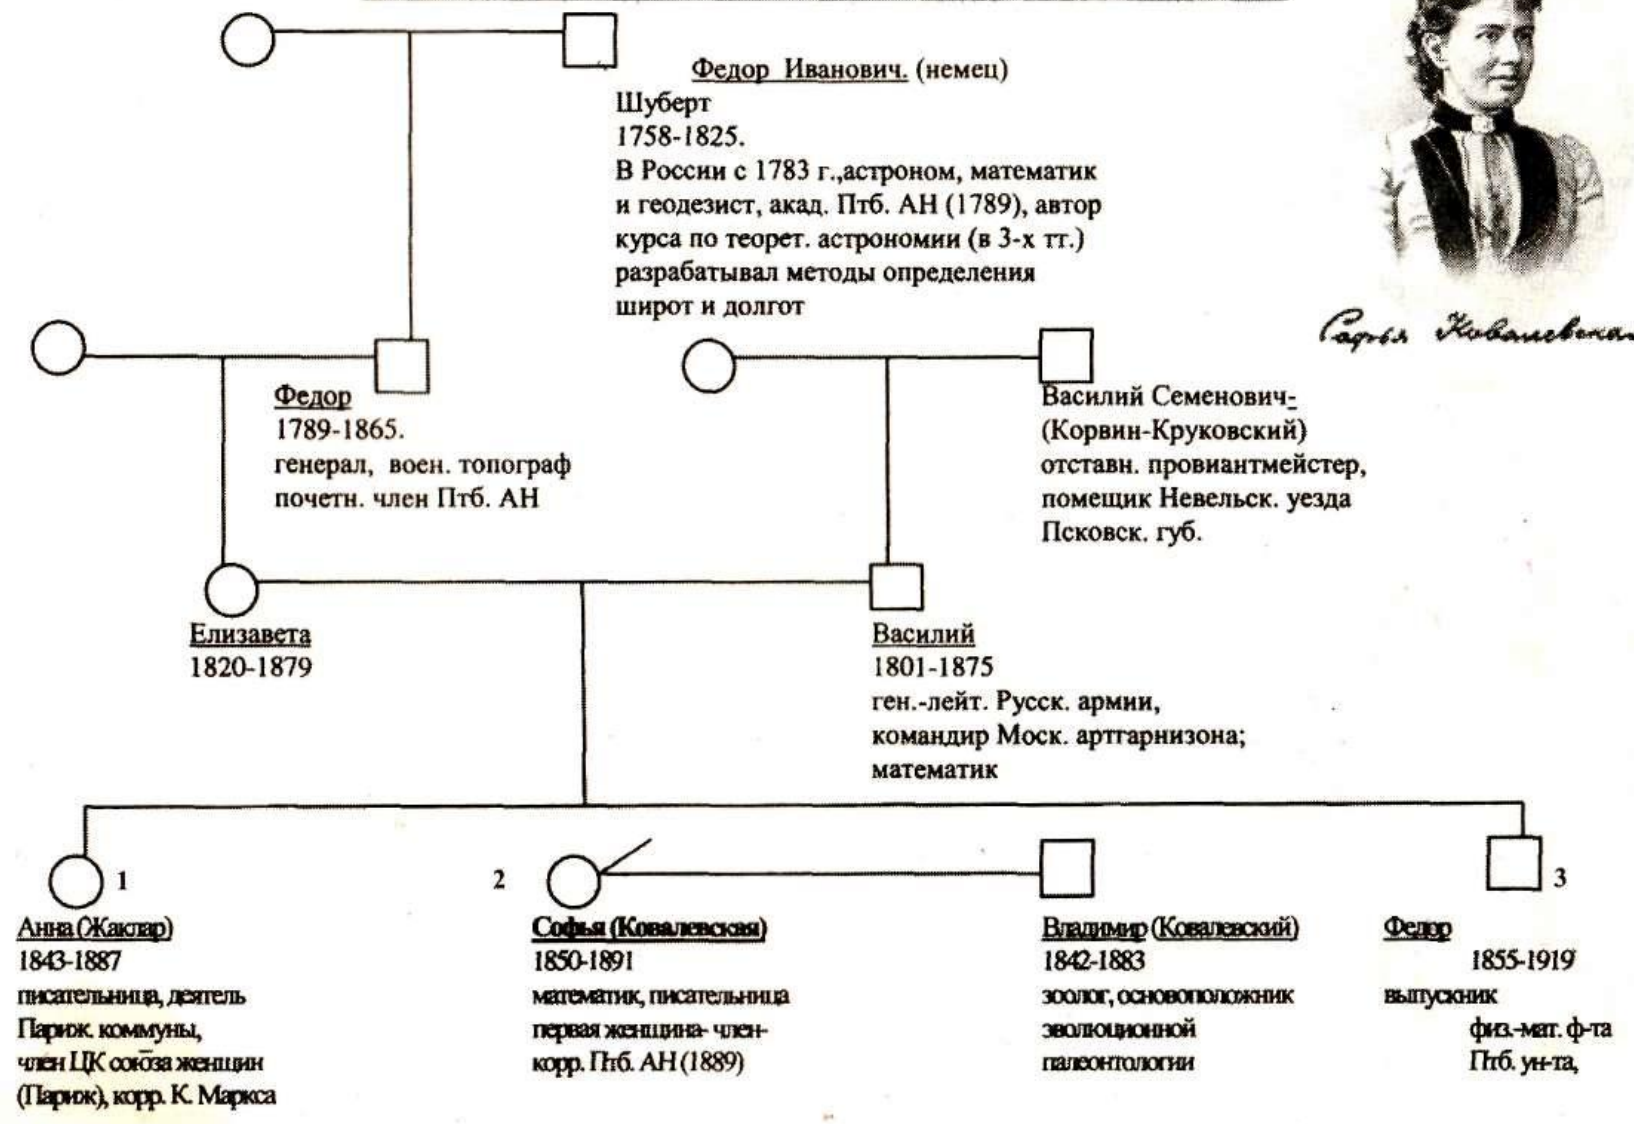 Федор Иванович. (немец)
Шуберт
1758-1825.
В России с 1783 г.,астроном, математик
и геодезист, акад. Птб. АН (1789), автор
курса по теорет. астрономии (в 3-х тт.)
разрабатывал методы определения
широт и долгот
Софья Ковалевская
Федор
1789-1865.
генерал, воен. топограф
почетн. член Птб. АН
Василий Семенович-
(Корвин-Круковский)
отставн. провиантмейстер,
помещик Невельск. уезда
Псковск. губ.
Елизавета
1820-1879
Василий
1801-1875
ген.-лейт. Русск. армии,
командир Моск. артгарнизона;
математик
1
Анна (Жаклар)
1843-1887
писательница, деятель
Париж. коммуны,
член ЦК союза женщин
(Париж), корр. К. Маркса
2
Софья (Ковалевская)
1850-1891
математик, писательница
первая женщина- член-
корр. Птб. АН (1889)
Владимир (Ковалевский)
1842-1883
зоолог, основоположник
эволюционной
палеонтологии
3
Федор
1855-1919
выпускник
физ.-мат. ф-та
Птб. ун-та,